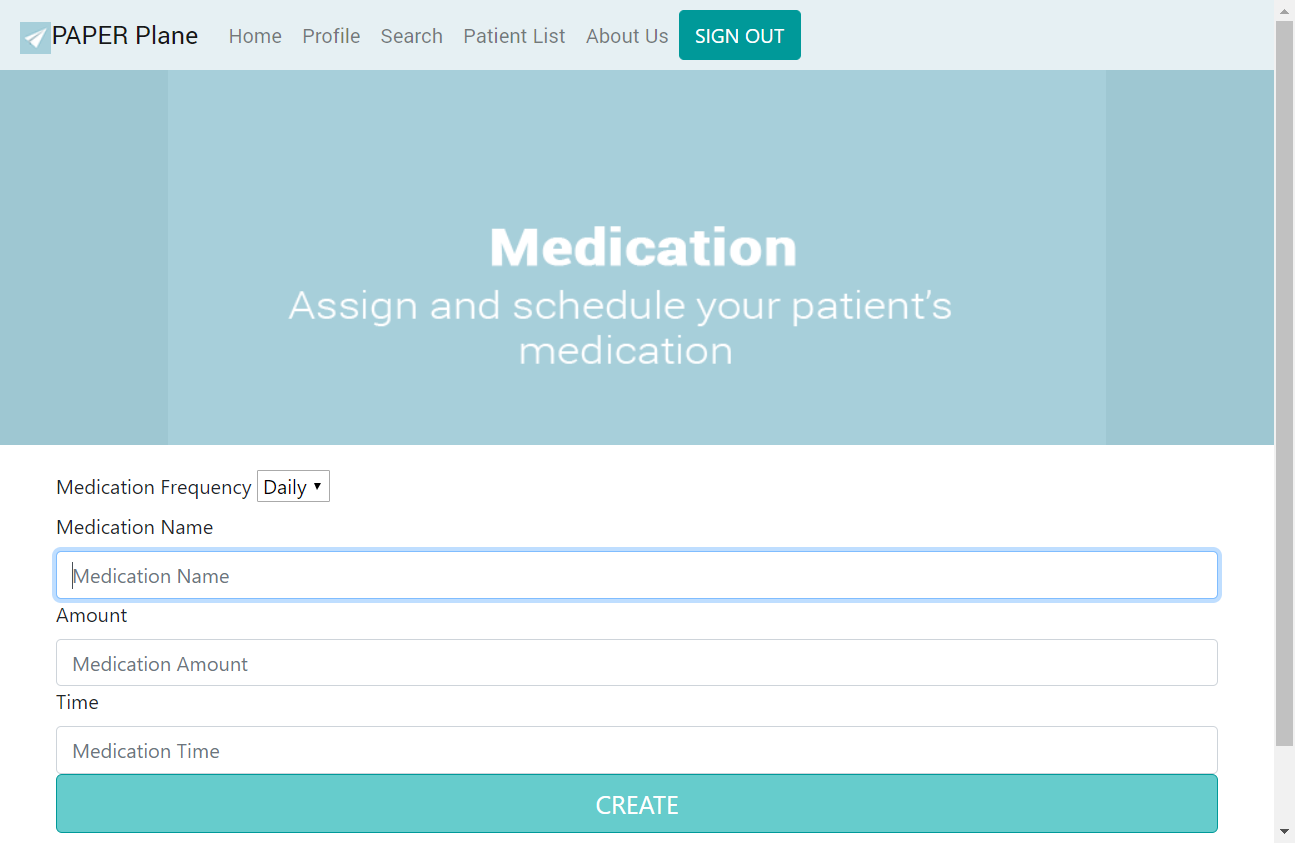 PAPER Plane Home Profile Search Patient List About Us SIGN OUT
Medication
Assign and schedule your patient's
medication
Medication Frequency Daily
Medication Name
Medication Name
Amount
Medication Amount
Time
Medication Time
CREATE